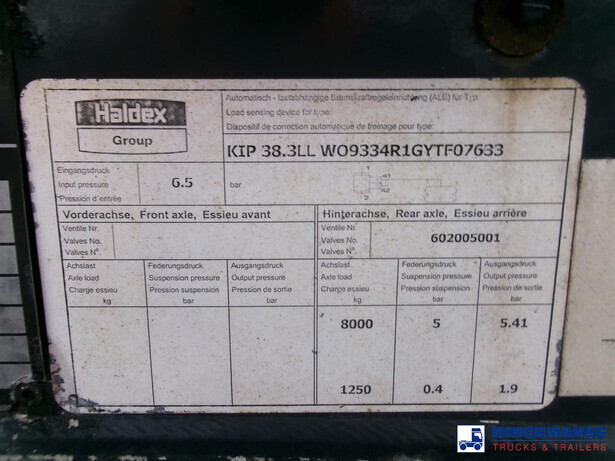 Haldex
Group
Automatisch - lastabhängige Bremskraftregeleinrichtung (ALB) für Typ:
Load sensing device for type:
Dispositif de correction automatique de freinage pour type:
KIP 38.3LL WO9334R1GYTF07633
Eingangsdruck
Input pressure 6.5 bar
Pression d'entrée
1
41
42
2
Vorderachse, Front axle, Essieu avant
Hinterachse, Rear axle, Essieu arrière
Ventile Nr.
Valves No.
Valves N°
Ventile Nr.
Valves No. 602005001
Valves N°
Achslast Federungsdruck Ausgangsdruck
Axle load Suspension pressure Output pressure
Charge essieu Pression suspension Pression de sortie
kg bar bar
Achslast Federungsdruck Ausgangsdruck
Axle load Suspension pressure Output pressure
Charge essieu Pression suspension Pression de sortie
kg bar bar
8000 5 5.41
1250 0.4 1.9
KINGSMANSE
TRUCKS & TRAILERS